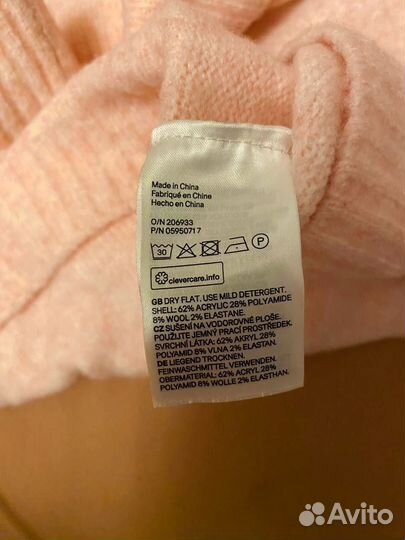 Made in China
Fabriqué en Chine
Hecho en China
O/N 206933
P/N 05950717
30
P
clevercare.info
GB DRY FLAT. USE MILD DETERGENT.
SHELL: 62% ACRYLIC 28% POLYAMIDE
8% WOOL 2% ELASTANE.
CZ SUŠENÍ NA VODOROVNÉ PLOŠE.
POUŽIJTE JEMNÝ PRACÍ PROSTŘEDEK.
SVRCHNÍ LÁTKA: 62% AKRYL 28%
POLYAMID 8% VLNA 2% ELASTAN.
DE LIEGEND TROCKNEN.
FEINWASCHMITTEL VERWENDEN.
OBERMATERIAL: 62% ACRYL 28%
POLYAMID 8% WOLLE 2% ELASTHAN.
Avito